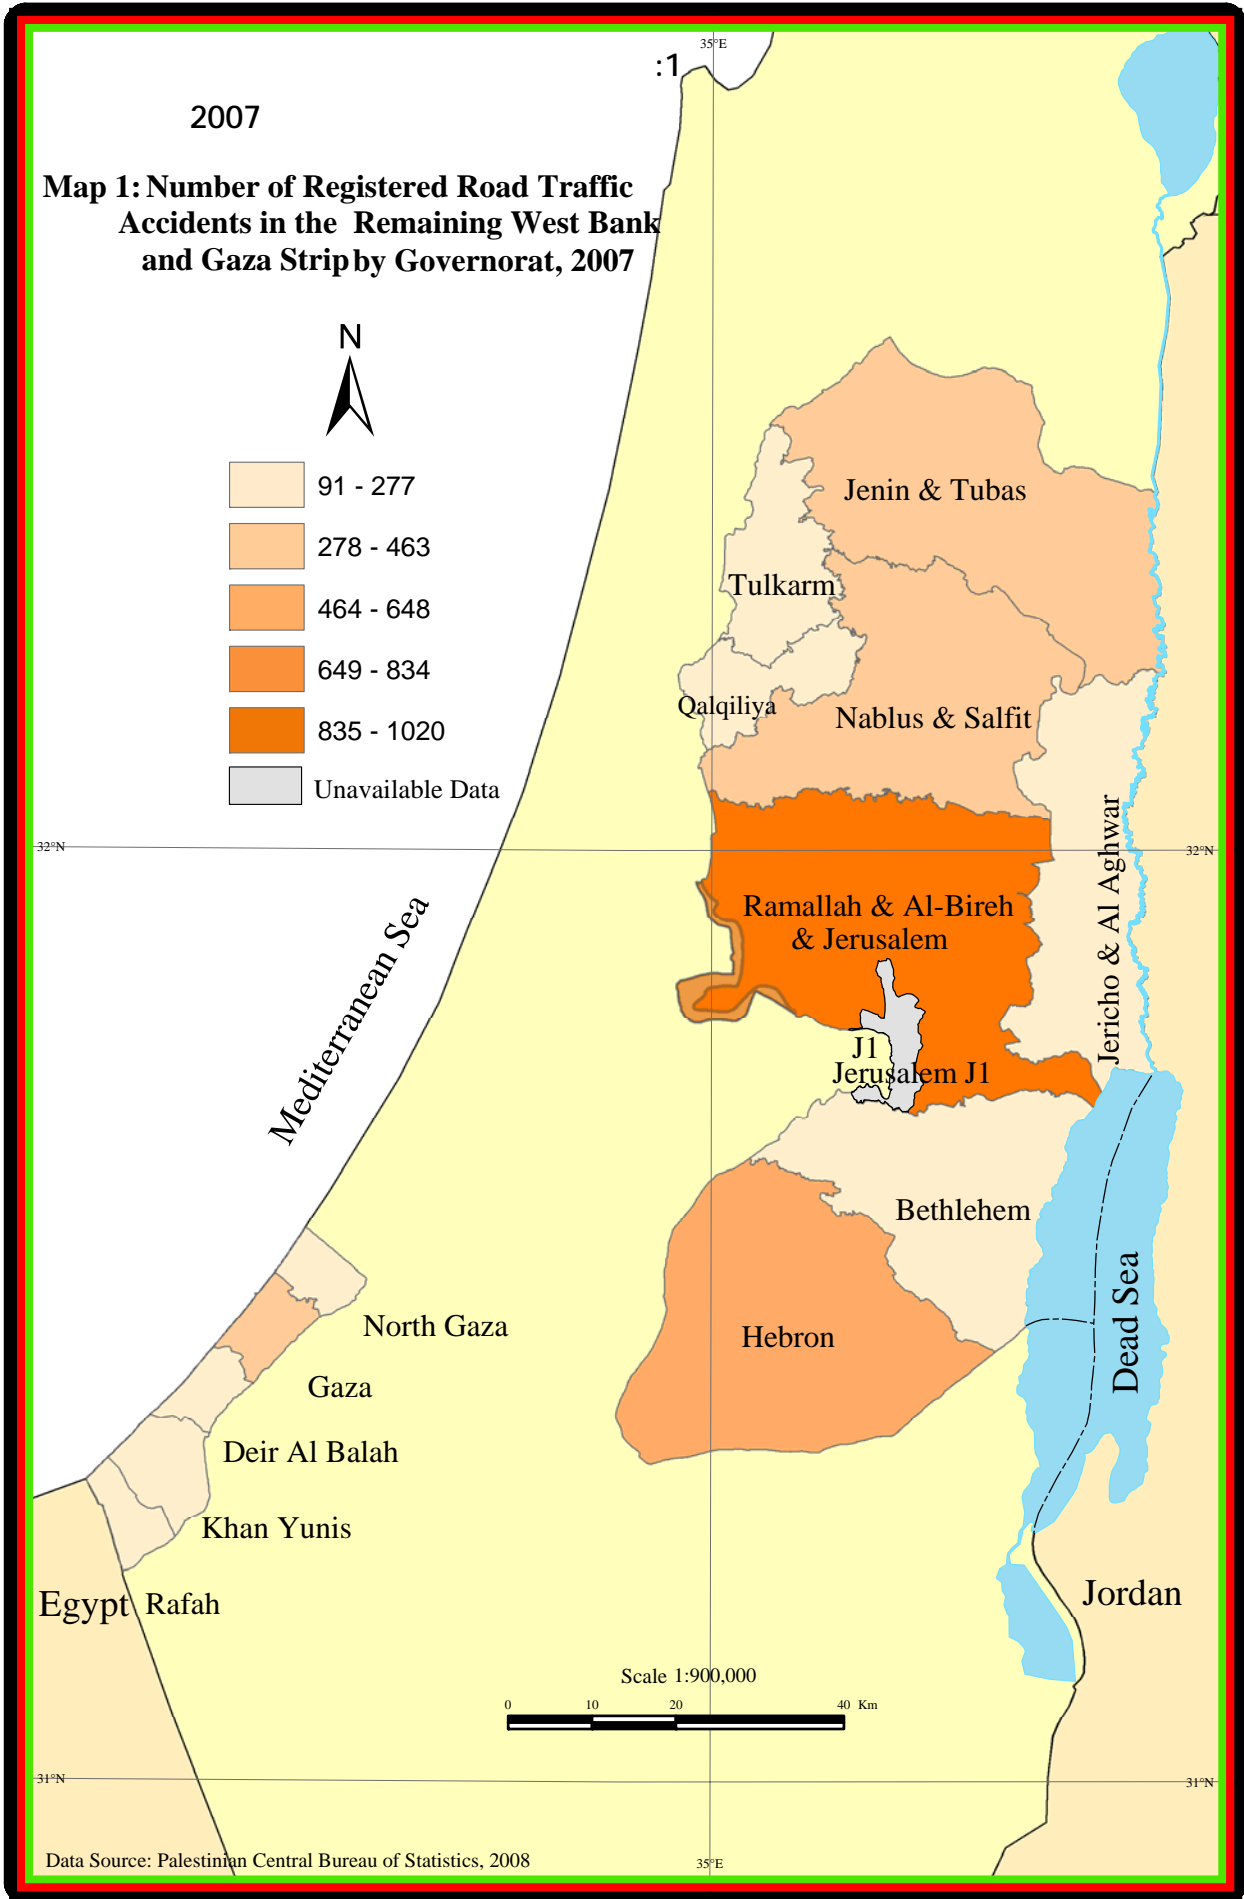 35°E
:1
2007
Map 1: Number of Registered Road Traffic
Accidents in the Remaining West Bank
and Gaza Strip by Governorat, 2007
N
91 - 277
278 - 463
464 - 648
649 - 834
835 - 1020
Unavailable Data
Jenin & Tubas
Tulkarm
Qalqiliya
Nablus & Salfit
32°N
32°N
Ramallah & Al-Bireh
& Jerusalem
Jericho & Al Aghwar
Mediterranean Sea
J1
Jerusalem J1
Bethlehem
Hebron
Dead Sea
North Gaza
Gaza
Deir Al Balah
Khan Yunis
Egypt
Rafah
Jordan
Scale 1:900,000
0 10 20 40 Km
31°N
31°N
Data Source: Palestinian Central Bureau of Statistics, 2008
35°E